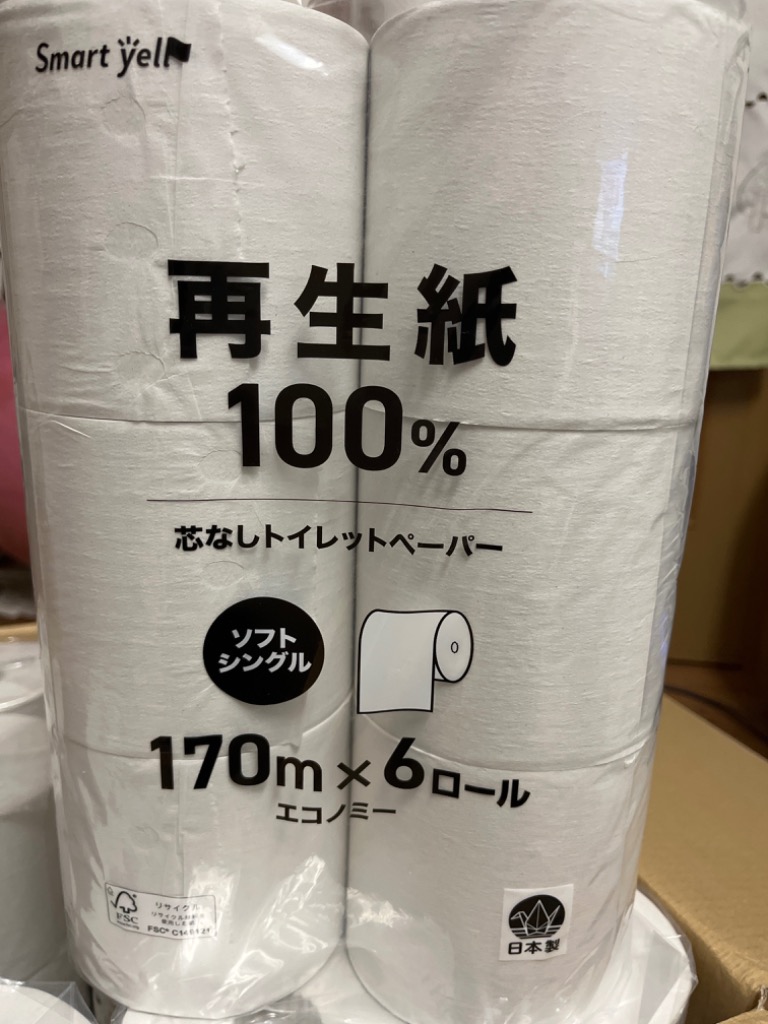 Smart yell
再生紙
100%
芯なしトイレットペーパー
ソフト
シングル
170m×6ロール
エコノミー
FSC
リサイクル
FSC® C148121
日本製